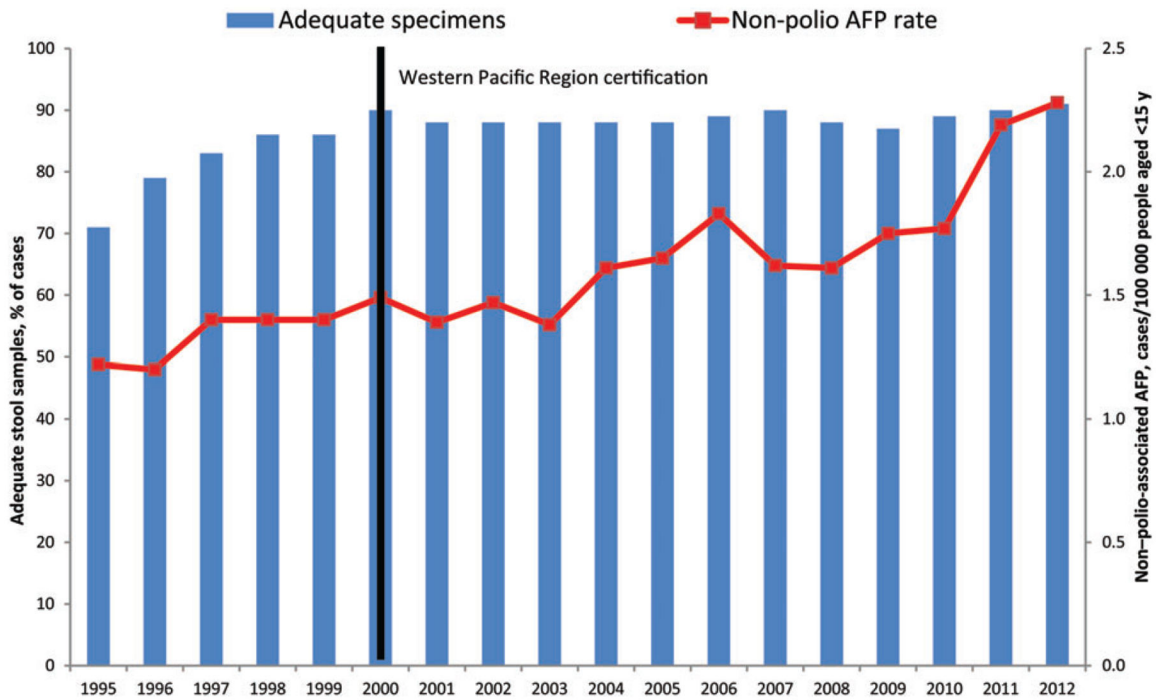 Adequate specimens
Non-polio AFP rate
Western Pacific Region certification
Adequate stool samples, % of cases
100
90
80
70
60
50
40
30
20
10
0
2.5
2.0
1.5
1.0
0.5
0.0
Non–polio-associated AFP, cases/100 000 people aged <15 y
1995 1996 1997 1998 1999 2000 2001 2002 2003 2004 2005 2006 2007 2008 2009 2010 2011 2012